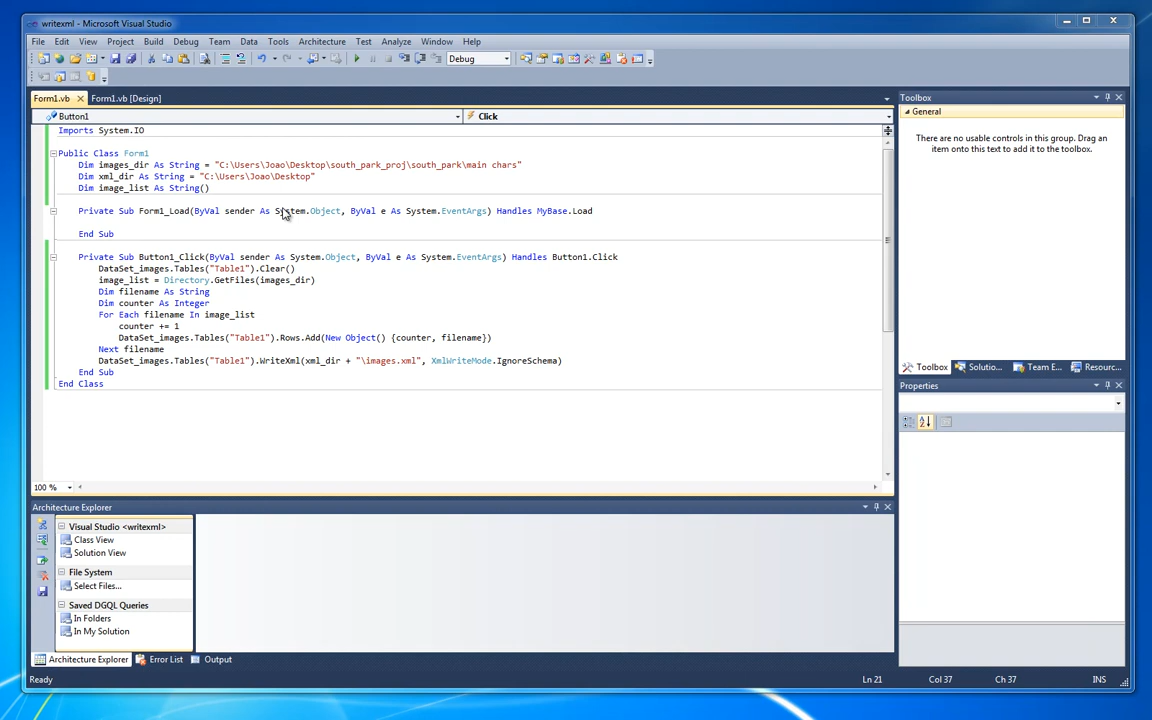 writexml - Microsoft Visual Studio
File Edit View Project Build Debug Team Data Tools Architecture Test Analyze Window Help
Debug
Form1.vb Form1.vb [Design]
Button1 Click
Imports System.IO
Public Class Form1
Dim images_dir As String = "C:\Users\Joao\Desktop\south_park_proj\south_park\main chars"
Dim xml_dir As String = "C:\Users\Joao\Desktop"
Dim image_list As String()
Private Sub Form1_Load(ByVal sender As System.Object, ByVal e As System.EventArgs) Handles MyBase.Load
End Sub
Private Sub Button1_Click(ByVal sender As System.Object, ByVal e As System.EventArgs) Handles Button1.Click
DataSet_images.Tables("Table1").Clear()
image_list = Directory.GetFiles(images_dir)
Dim filename As String
Dim counter As Integer
For Each filename In image_list
counter += 1
DataSet_images.Tables("Table1").Rows.Add(New Object() {counter, filename})
Next filename
DataSet_images.Tables("Table1").WriteXml(xml_dir + "\images.xml", XmlWriteMode.IgnoreSchema)
End Sub
End Class
100 %
Toolbox
General
There are no usable controls in this group. Drag an
item onto this text to add it to the toolbox.
Toolbox Solutio... Team E... Resourc...
Properties
Architecture Explorer
Visual Studio <writexml>
Class View
Solution View
File System
Select Files...
Saved DGQL Queries
In Folders
In My Solution
Architecture Explorer Error List Output
Ready Ln 21 Col 37 Ch 37 INS